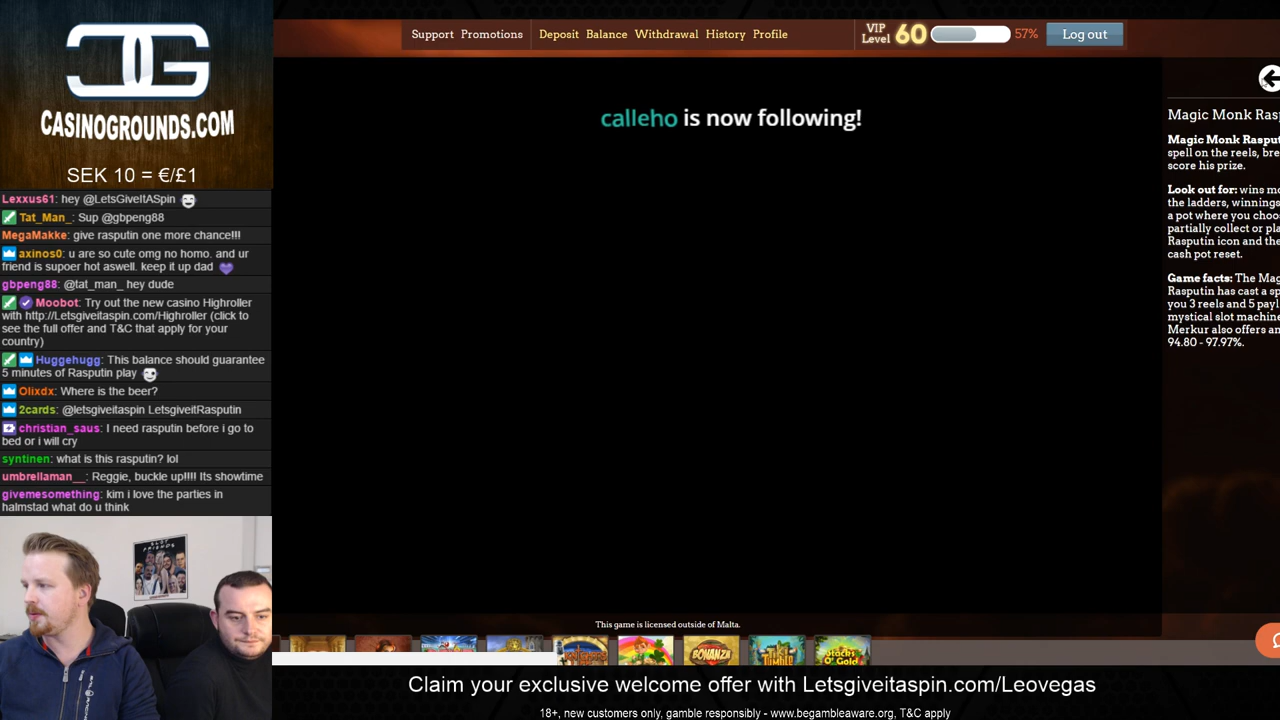 CG
CASINOGROUNDS.COM
SEK 10 = €/£1
Support Promotions Deposit Balance Withdrawal History Profile
VIP Level 60 57% Log out
calleho is now following!
Lexxus61: hey @LetsGiveItASpin
Tat_Man_: Sup @gbpeng88
MegaMakke: give rasputin one more chance!!!
axinos0: u are so cute omg no homo. and ur
friend is supoer hot aswell. keep it up dad
gbpeng88: @tat_man_ hey dude
Moobot: Try out the new casino Highroller
with http://Letsgiveitaspin.com/Highroller (click to
see the full offer and T&C that apply for your
country)
Huggehugg: This balance should guarantee
5 minutes of Rasputin play
Olixdx: Where is the beer?
2cards: @letsgiveitaspin LetsgiveitRasputin
christian_saus: I need rasputin before i go to
bed or i will cry
syntinen: what is this rasputin? lol
umbrellaman__: Reggie, buckle up!!!! Its showtime
givemesomething: kim i love the parties in
halmstad what do u think
Magic Monk Rasp
Magic Monk Rasput
spell on the reels, bre
score his prize.
Look out for: wins mo
the ladders, winnings
a pot where you choo
partially collect or pla
Rasputin icon and the
cash pot reset.
Game facts: The Mag
Rasputin has cast a sp
you 3 reels and 5 payl
mystical slot machine
Merkur also offers an
94.80 - 97.97%.
SLOT
FRIENDS
This game is licensed outside of Malta.
BONANZA
Claim your exclusive welcome offer with Letsgiveitaspin.com/Leovegas
18+, new customers only, gamble responsibly - www.begambleaware.org, T&C apply